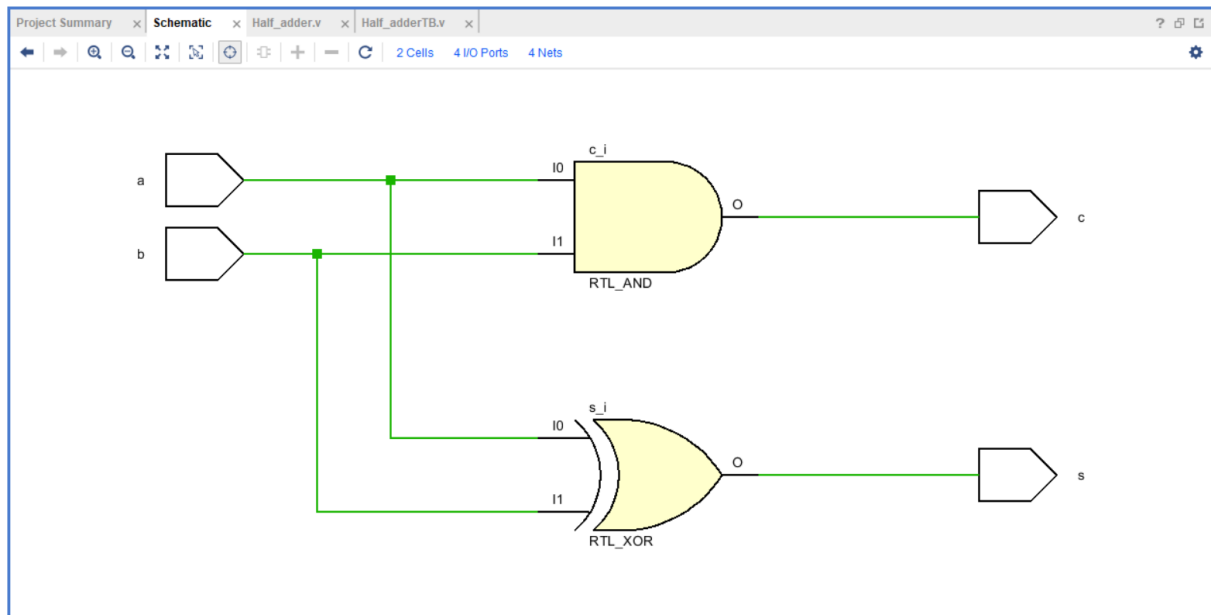 Project Summary × Schematic × Half_adder.v × Half_adderTB.v ×
?
2 Cells 4 I/O Ports 4 Nets
c_i
I0
a
O
c
I1
b
RTL_AND
s_i
I0
O
s
I1
RTL_XOR